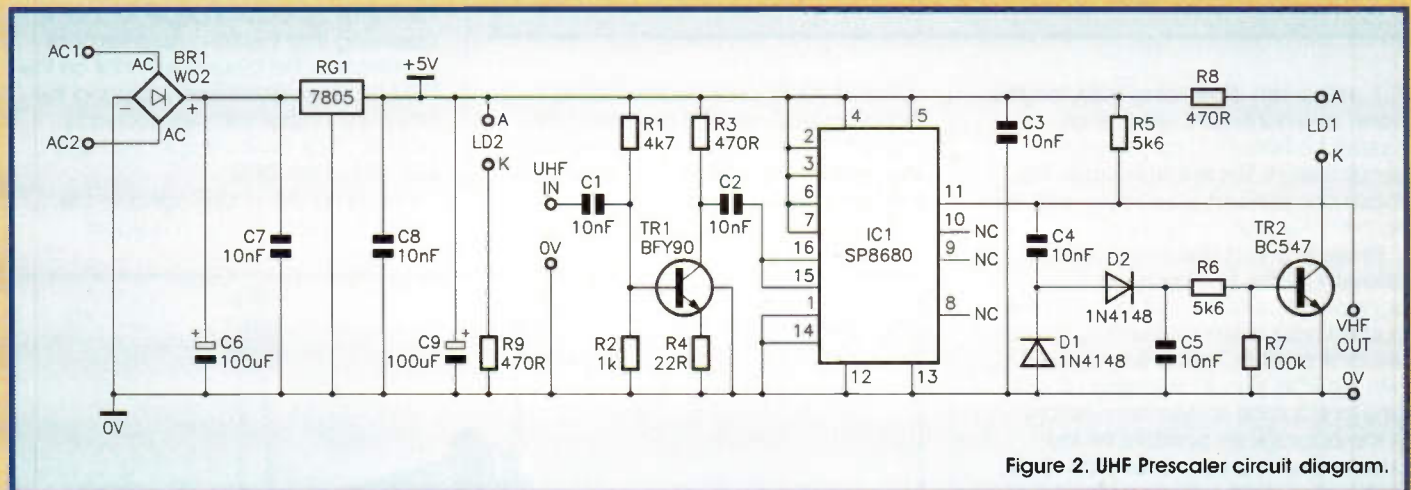 AC1
AC
BR1
WO2
−
+
AC
AC2
0V
RG1
7805
+5V
C7
10nF
C8
10nF
+
C6
100uF
+
C9
100uF
A
LD2
K
R9
470R
UHF
IN
0V
C1
10nF
R1
4k7
R3
470R
C2
10nF
TR1
BFY90
R2
1k
R4
22R
2
3
6
7
16
15
1
14
4
5
IC1
SP8680
11
10
NC
9
NC
8
NC
12
13
C3
10nF
R5
5k6
R8
470R
A
LD1
K
C4
10nF
D2
1N4148
D1
1N4148
R6
5k6
C5
10nF
TR2
BC547
R7
100k
VHF
OUT
0V
Figure 2. UHF Prescaler circuit diagram.